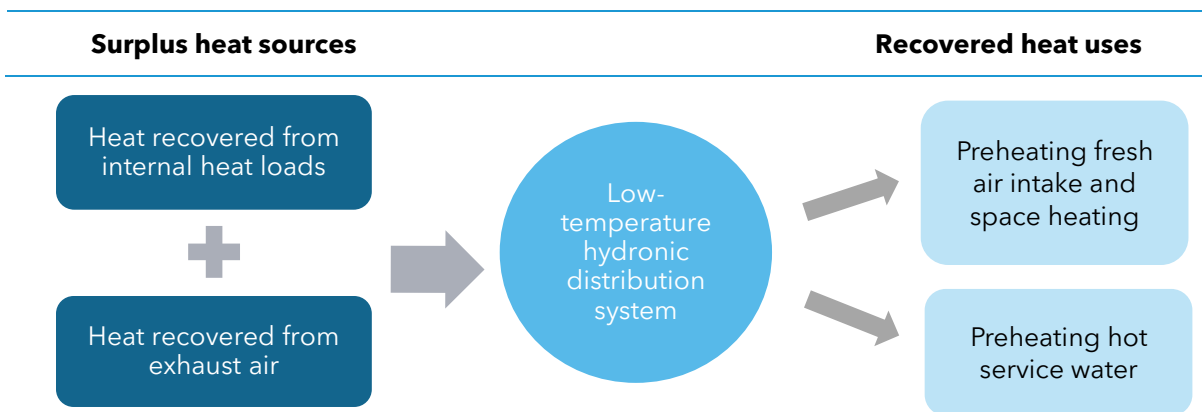 Surplus heat sources
Recovered heat uses
Heat recovered from
internal heat loads
Heat recovered from
exhaust air
Low-
temperature
hydronic
distribution
system
Preheating fresh
air intake and
space heating
Preheating hot
service water